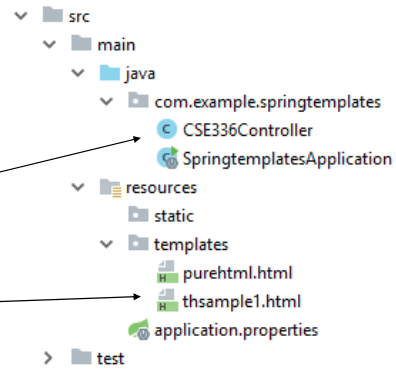 src
main
java
com.example.springtemplates
C CSE336Controller
C SpringtemplatesApplication
resources
static
templates
H purehtml.html
H thsample1.html
application.properties
test